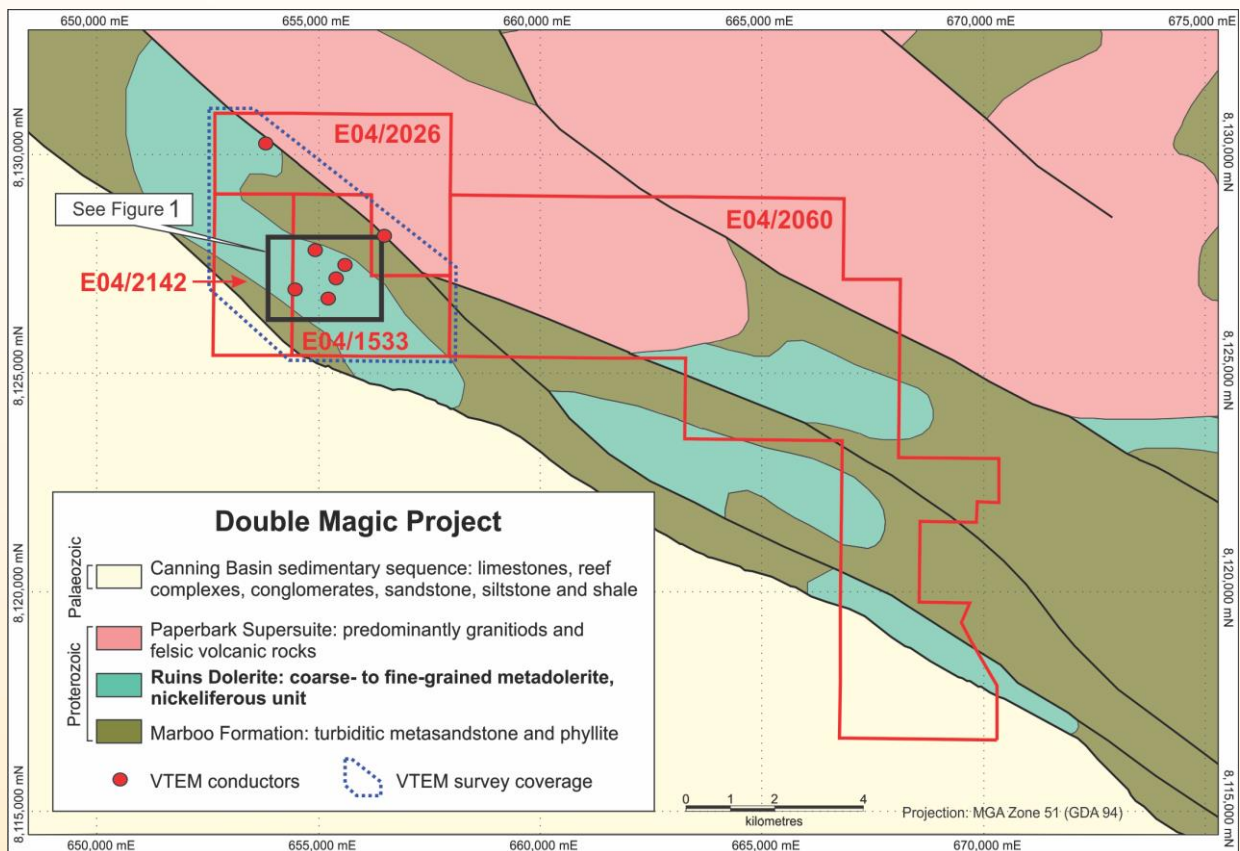 650,000 mE
655,000 mE
660,000 mE
665,000 mE
670,000 mE
675,000 mE
8,130,000 mN
8,130,000 mN
E04/2026
See Figure 1
E04/2060
E04/2142
E04/1533
8,125,000 mN
8,125,000 mN
Double Magic Project
Palaeozoic
Canning Basin sedimentary sequence: limestones, reef
complexes, conglomerates, sandstone, siltstone and shale
Proterozoic
Paperbark Supersuite: predominantly granitiods and
felsic volcanic rocks
Ruins Dolerite: coarse- to fine-grained metadolerite,
nickeliferous unit
Marboo Formation: turbiditic metasandstone and phyllite
VTEM conductors
VTEM survey coverage
8,120,000 mN
8,120,000 mN
0 1 2 4
kilometres
Projection: MGA Zone 51 (GDA 94)
8,115,000 mN
8,115,000 mN
650,000 mE
655,000 mE
660,000 mE
665,000 mE
670,000 mE